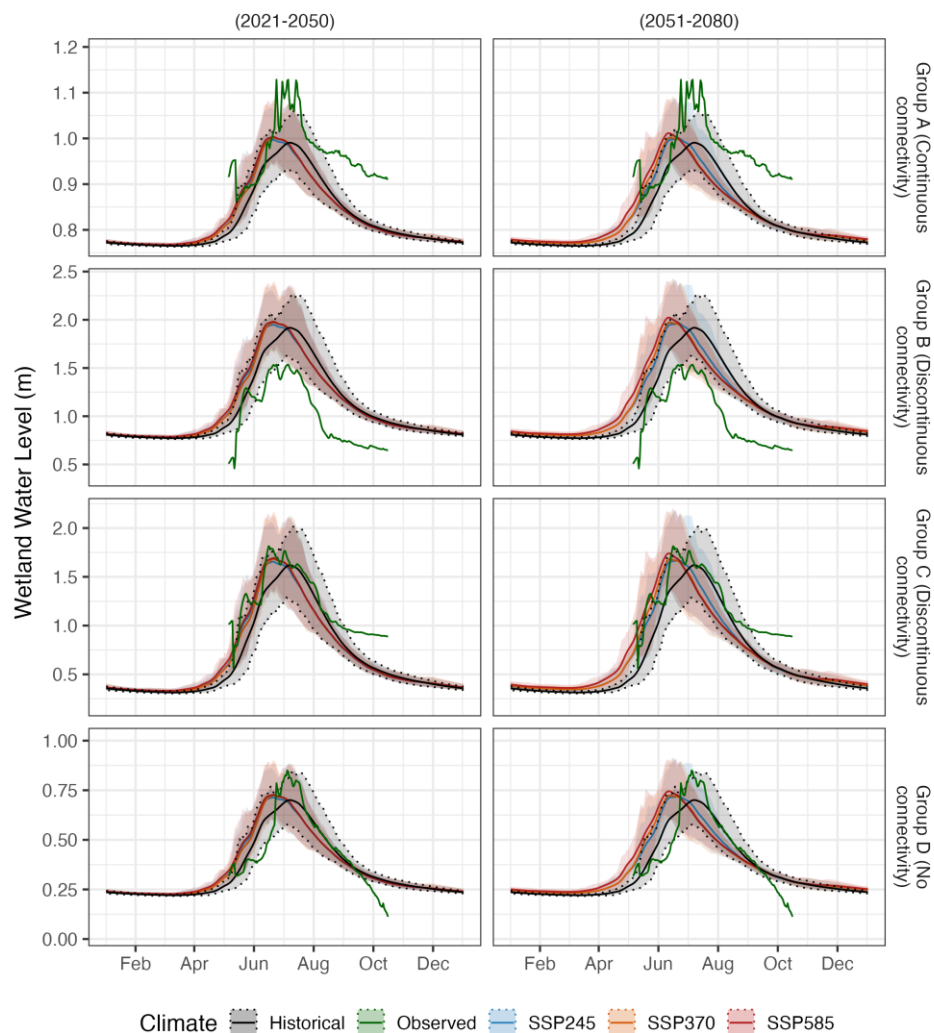 (2021-2050)
(2051-2080)
Wetland Water Level (m)
1.2
1.1
1.0
0.9
0.8
Group A (Continuous
connectivity)
2.5
2.0
1.5
1.0
0.5
Group B (Discontinuous
connectivity)
2.0
1.5
1.0
0.5
Group C (Discontinuous
connectivity)
1.00
0.75
0.50
0.25
0.00
Group D (No
connectivity)
Feb Apr Jun Aug Oct Dec
Feb Apr Jun Aug Oct Dec
Climate Historical Observed SSP245 SSP370 SSP585